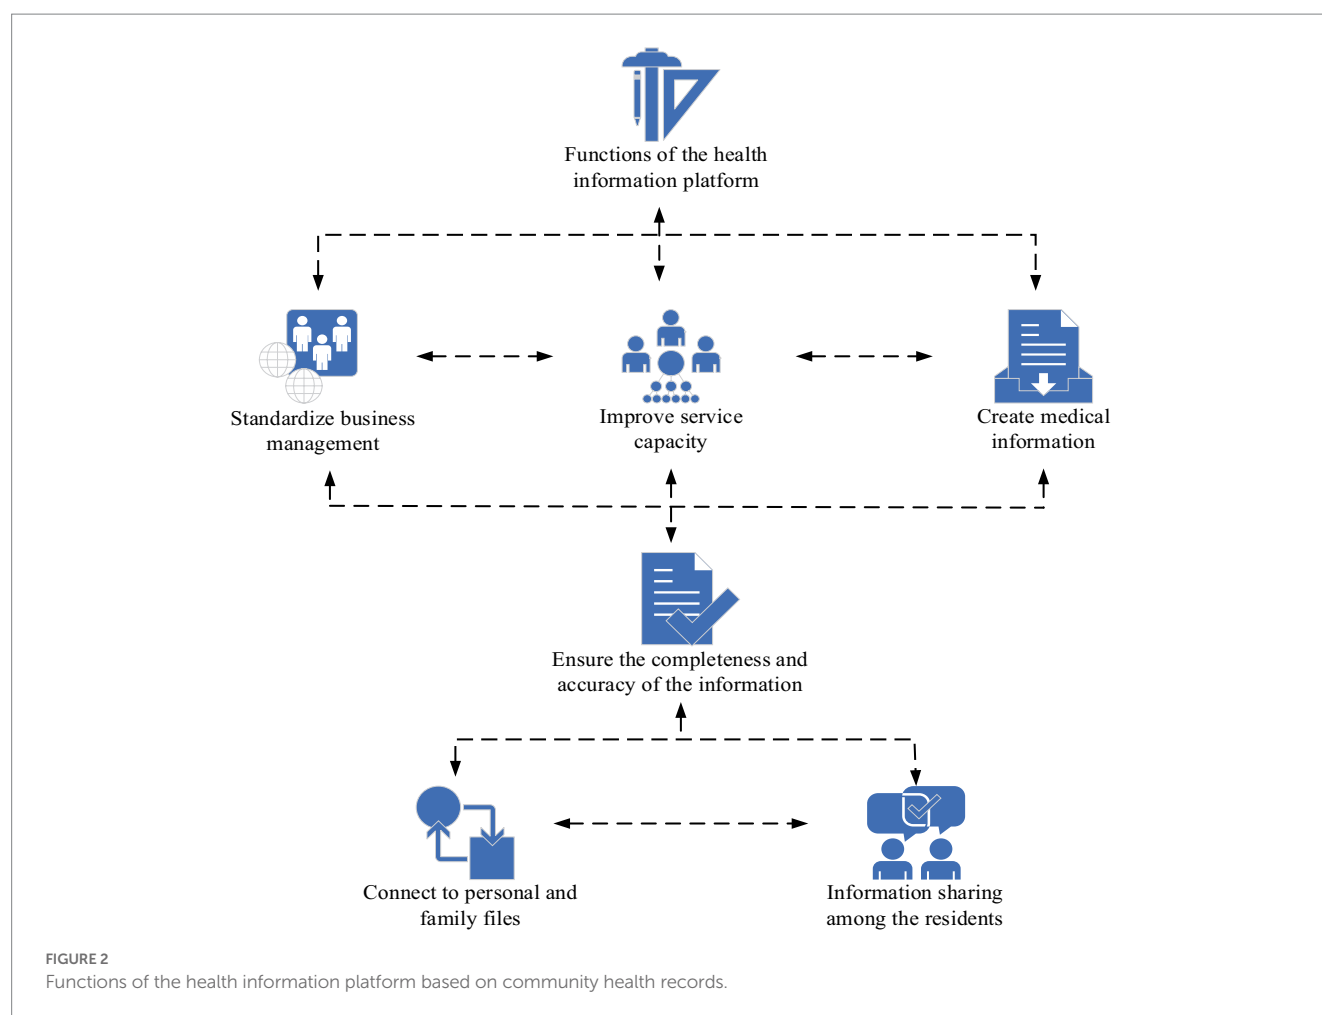 Functions of the health
information platform
Standardize business
management
Improve service
capacity
Create medical
information
Ensure the completeness and
accuracy of the information
Connect to personal and
family files
Information sharing
among the residents
FIGURE 2
Functions of the health information platform based on community health records.